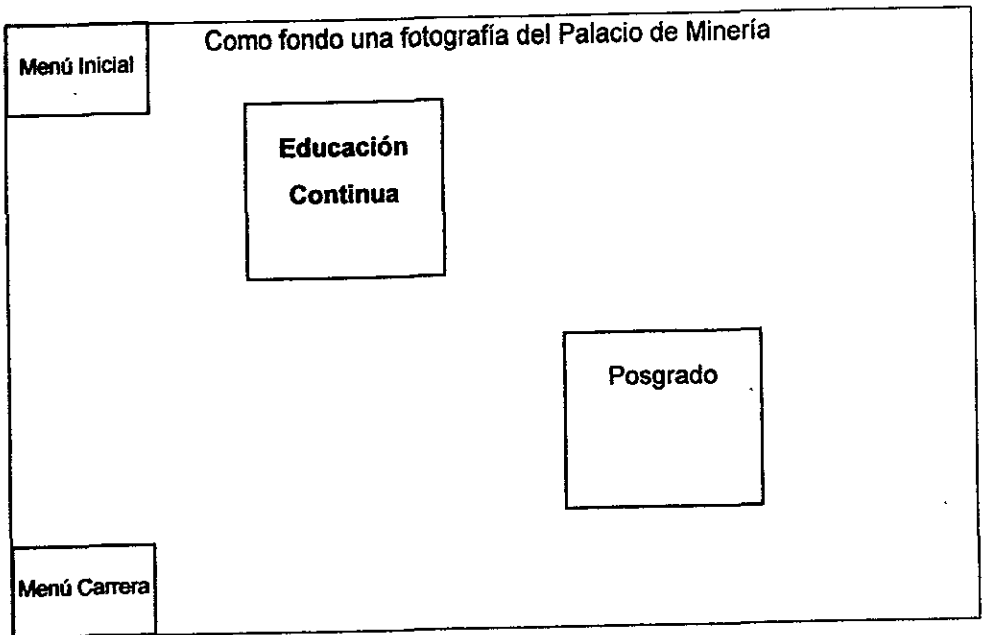 Como fondo una fotografía del Palacio de Minería
Menú Inicial
Educación
Continua
Posgrado
Menú Carrera